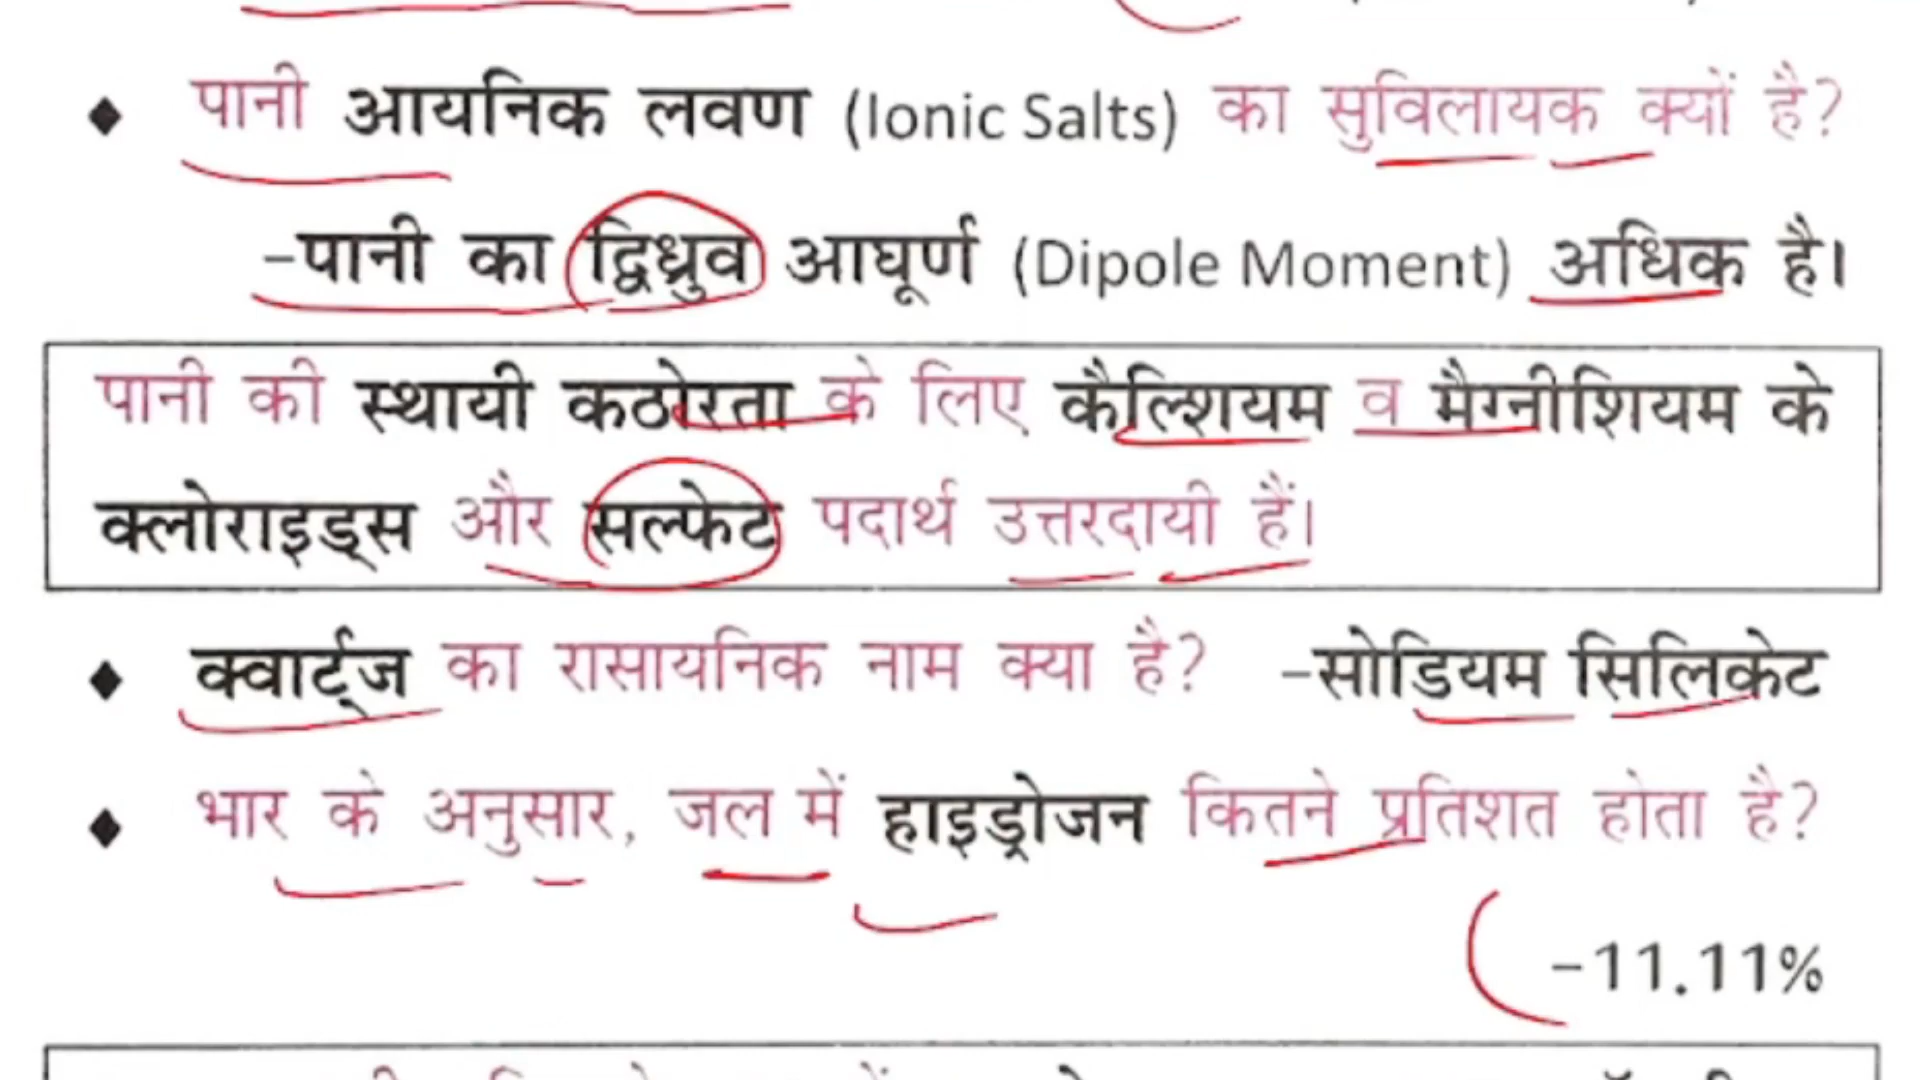 ◆ पानी आयनिक लवण (Ionic Salts) का सुविलायक क्यों है?
–पानी का द्विध्रुव आघूर्ण (Dipole Moment) अधिक है।
पानी की स्थायी कठोरता के लिए कैल्शियम व मैग्नीशियम के
क्लोराइड्स और सल्फेट पदार्थ उत्तरदायी हैं।
◆ क्वार्ट्ज का रासायनिक नाम क्या है? –सोडियम सिलिकेट
◆ भार के अनुसार, जल में हाइड्रोजन कितने प्रतिशत होता है?
–11.11%